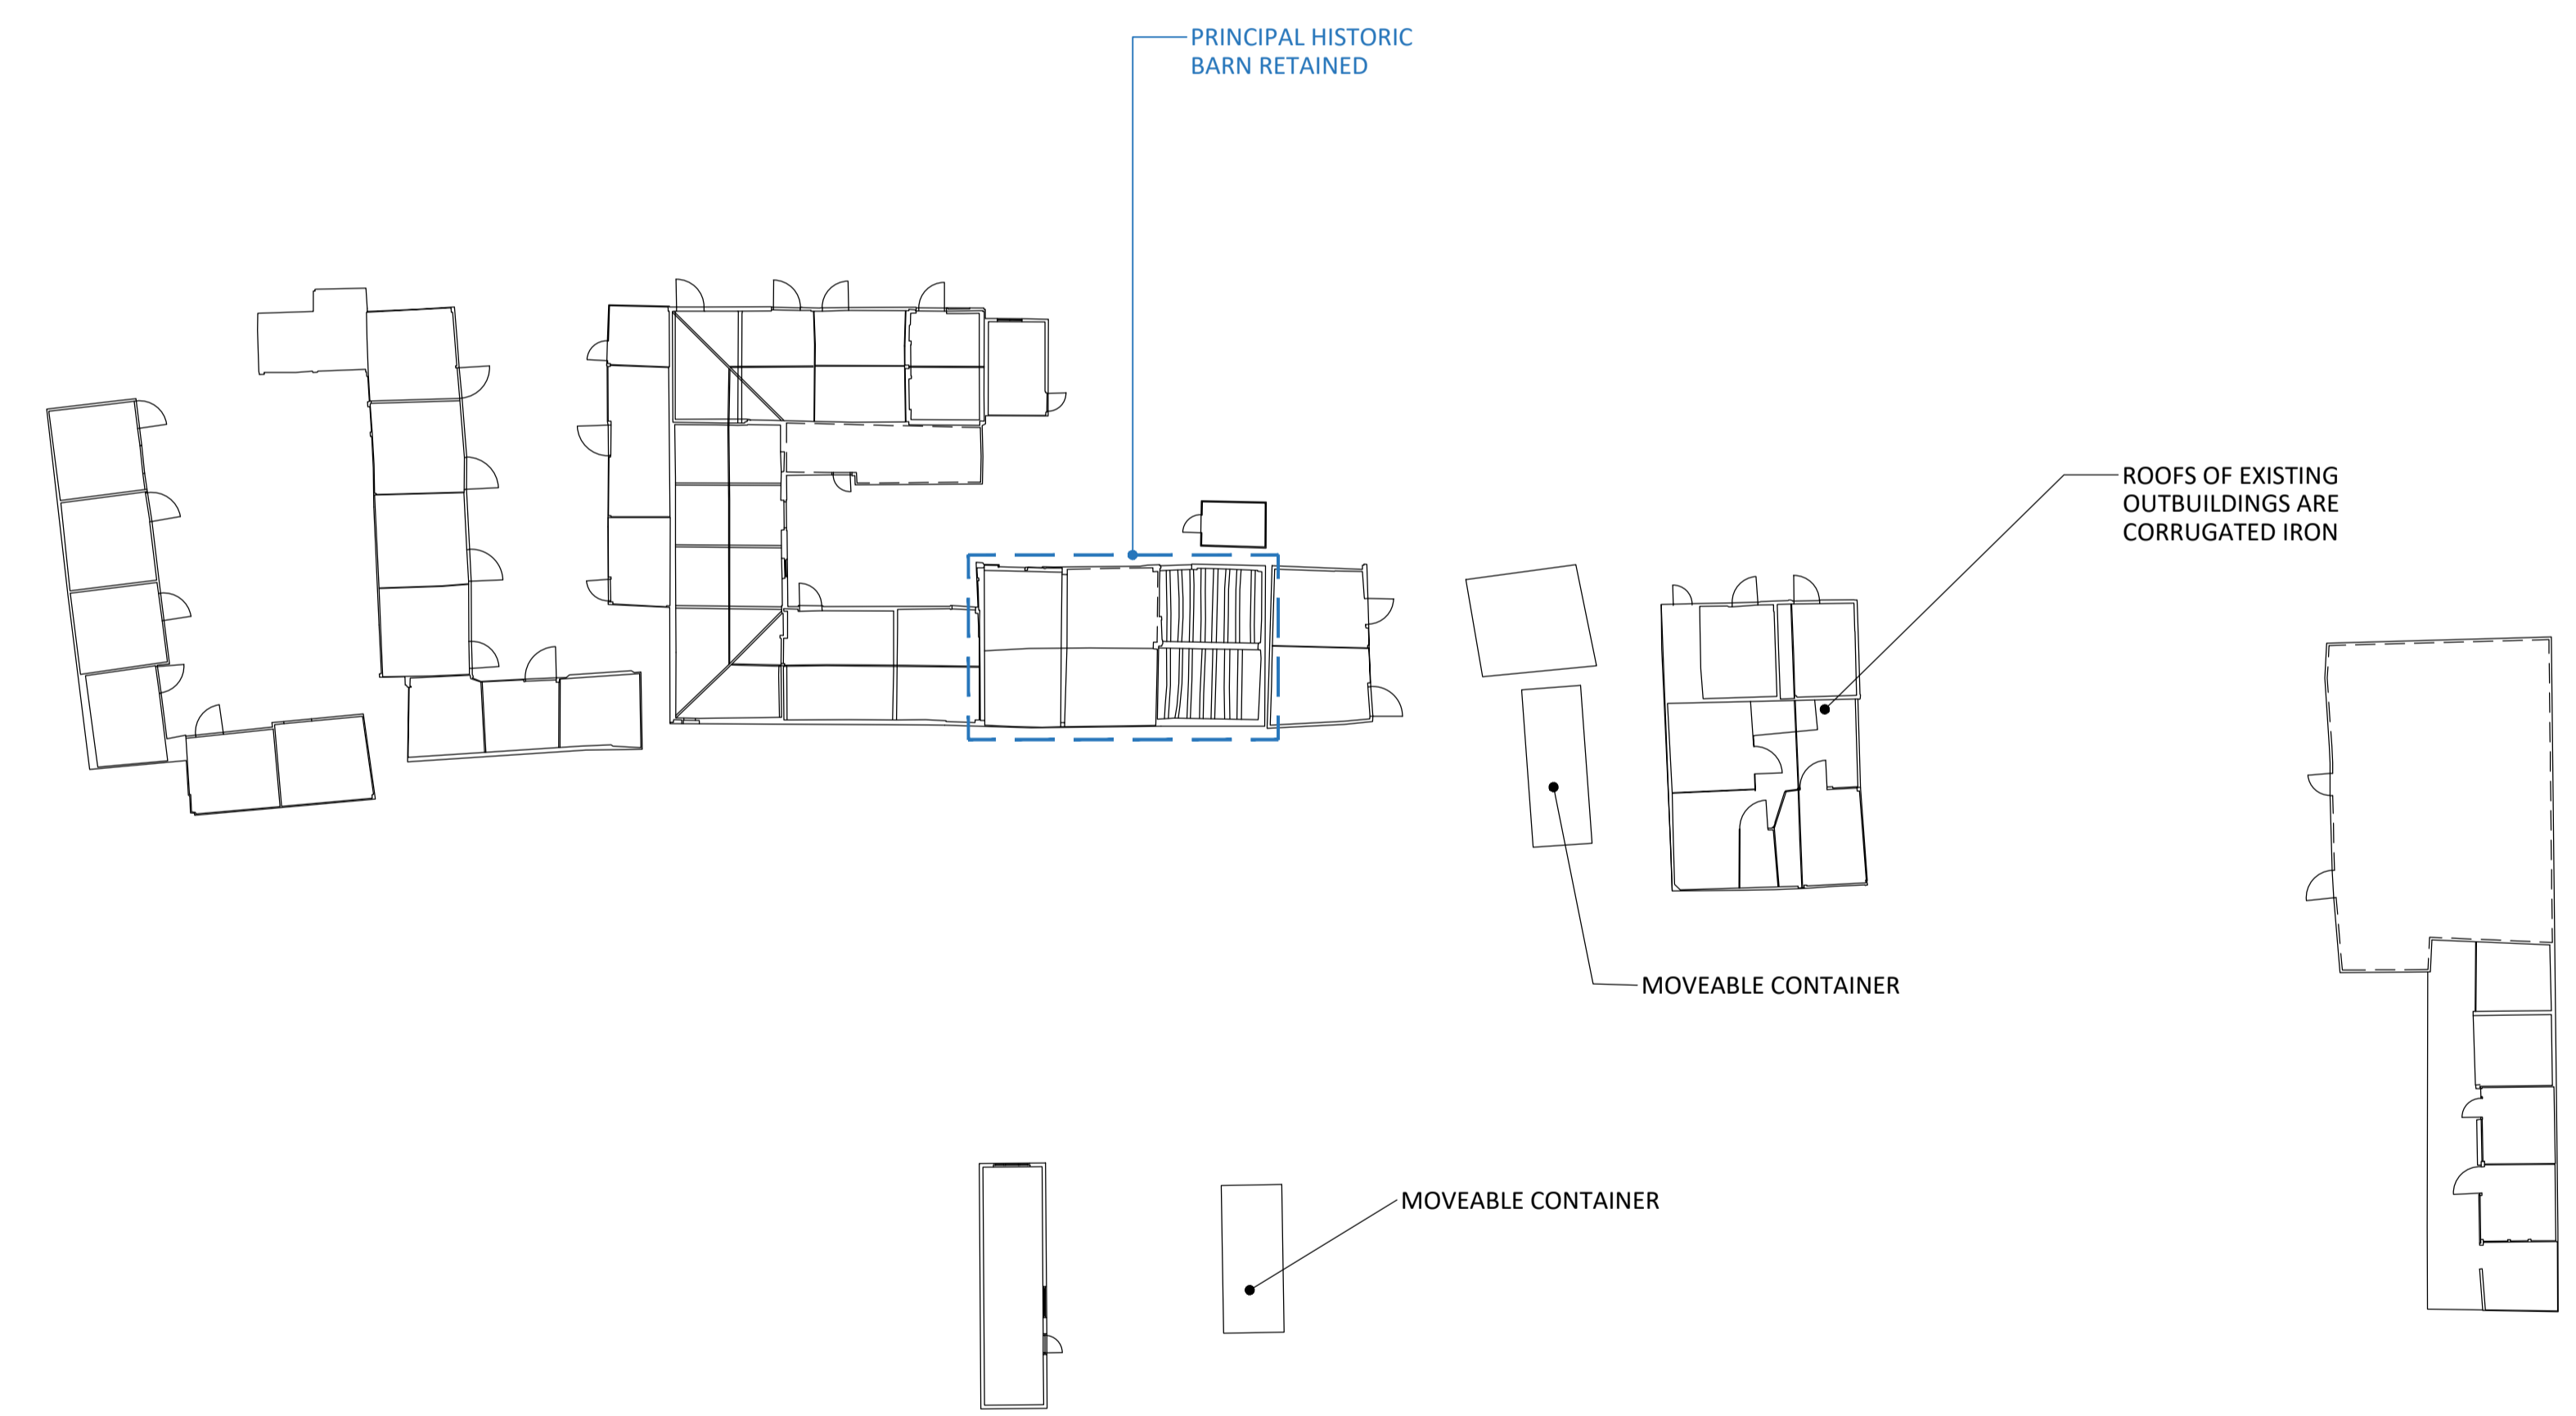 PRINCIPAL HISTORIC
BARN RETAINED
ROOFS OF EXISTING
OUTBUILDINGS ARE
CORRUGATED IRON
MOVEABLE CONTAINER
MOVEABLE CONTAINER